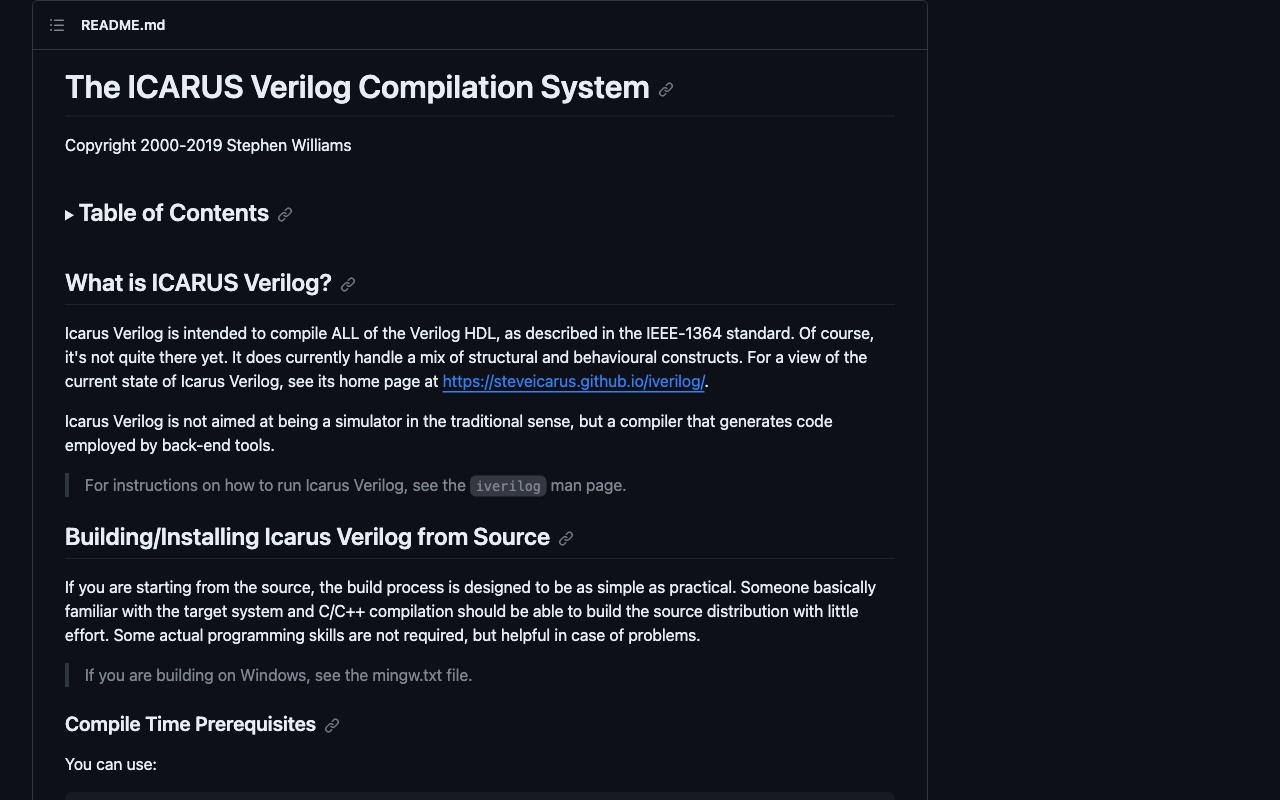 README.md
The ICARUS Verilog Compilation System
Copyright 2000-2019 Stephen Williams
Table of Contents
What is ICARUS Verilog?
Icarus Verilog is intended to compile ALL of the Verilog HDL, as described in the IEEE-1364 standard. Of course,
it's not quite there yet. It does currently handle a mix of structural and behavioural constructs. For a view of the
current state of Icarus Verilog, see its home page at https://steveicarus.github.io/iverilog/.
Icarus Verilog is not aimed at being a simulator in the traditional sense, but a compiler that generates code
employed by back-end tools.
For instructions on how to run Icarus Verilog, see the iverilog man page.
Building/Installing Icarus Verilog from Source
If you are starting from the source, the build process is designed to be as simple as practical. Someone basically
familiar with the target system and C/C++ compilation should be able to build the source distribution with little
effort. Some actual programming skills are not required, but helpful in case of problems.
If you are building on Windows, see the mingw.txt file.
Compile Time Prerequisites
You can use: